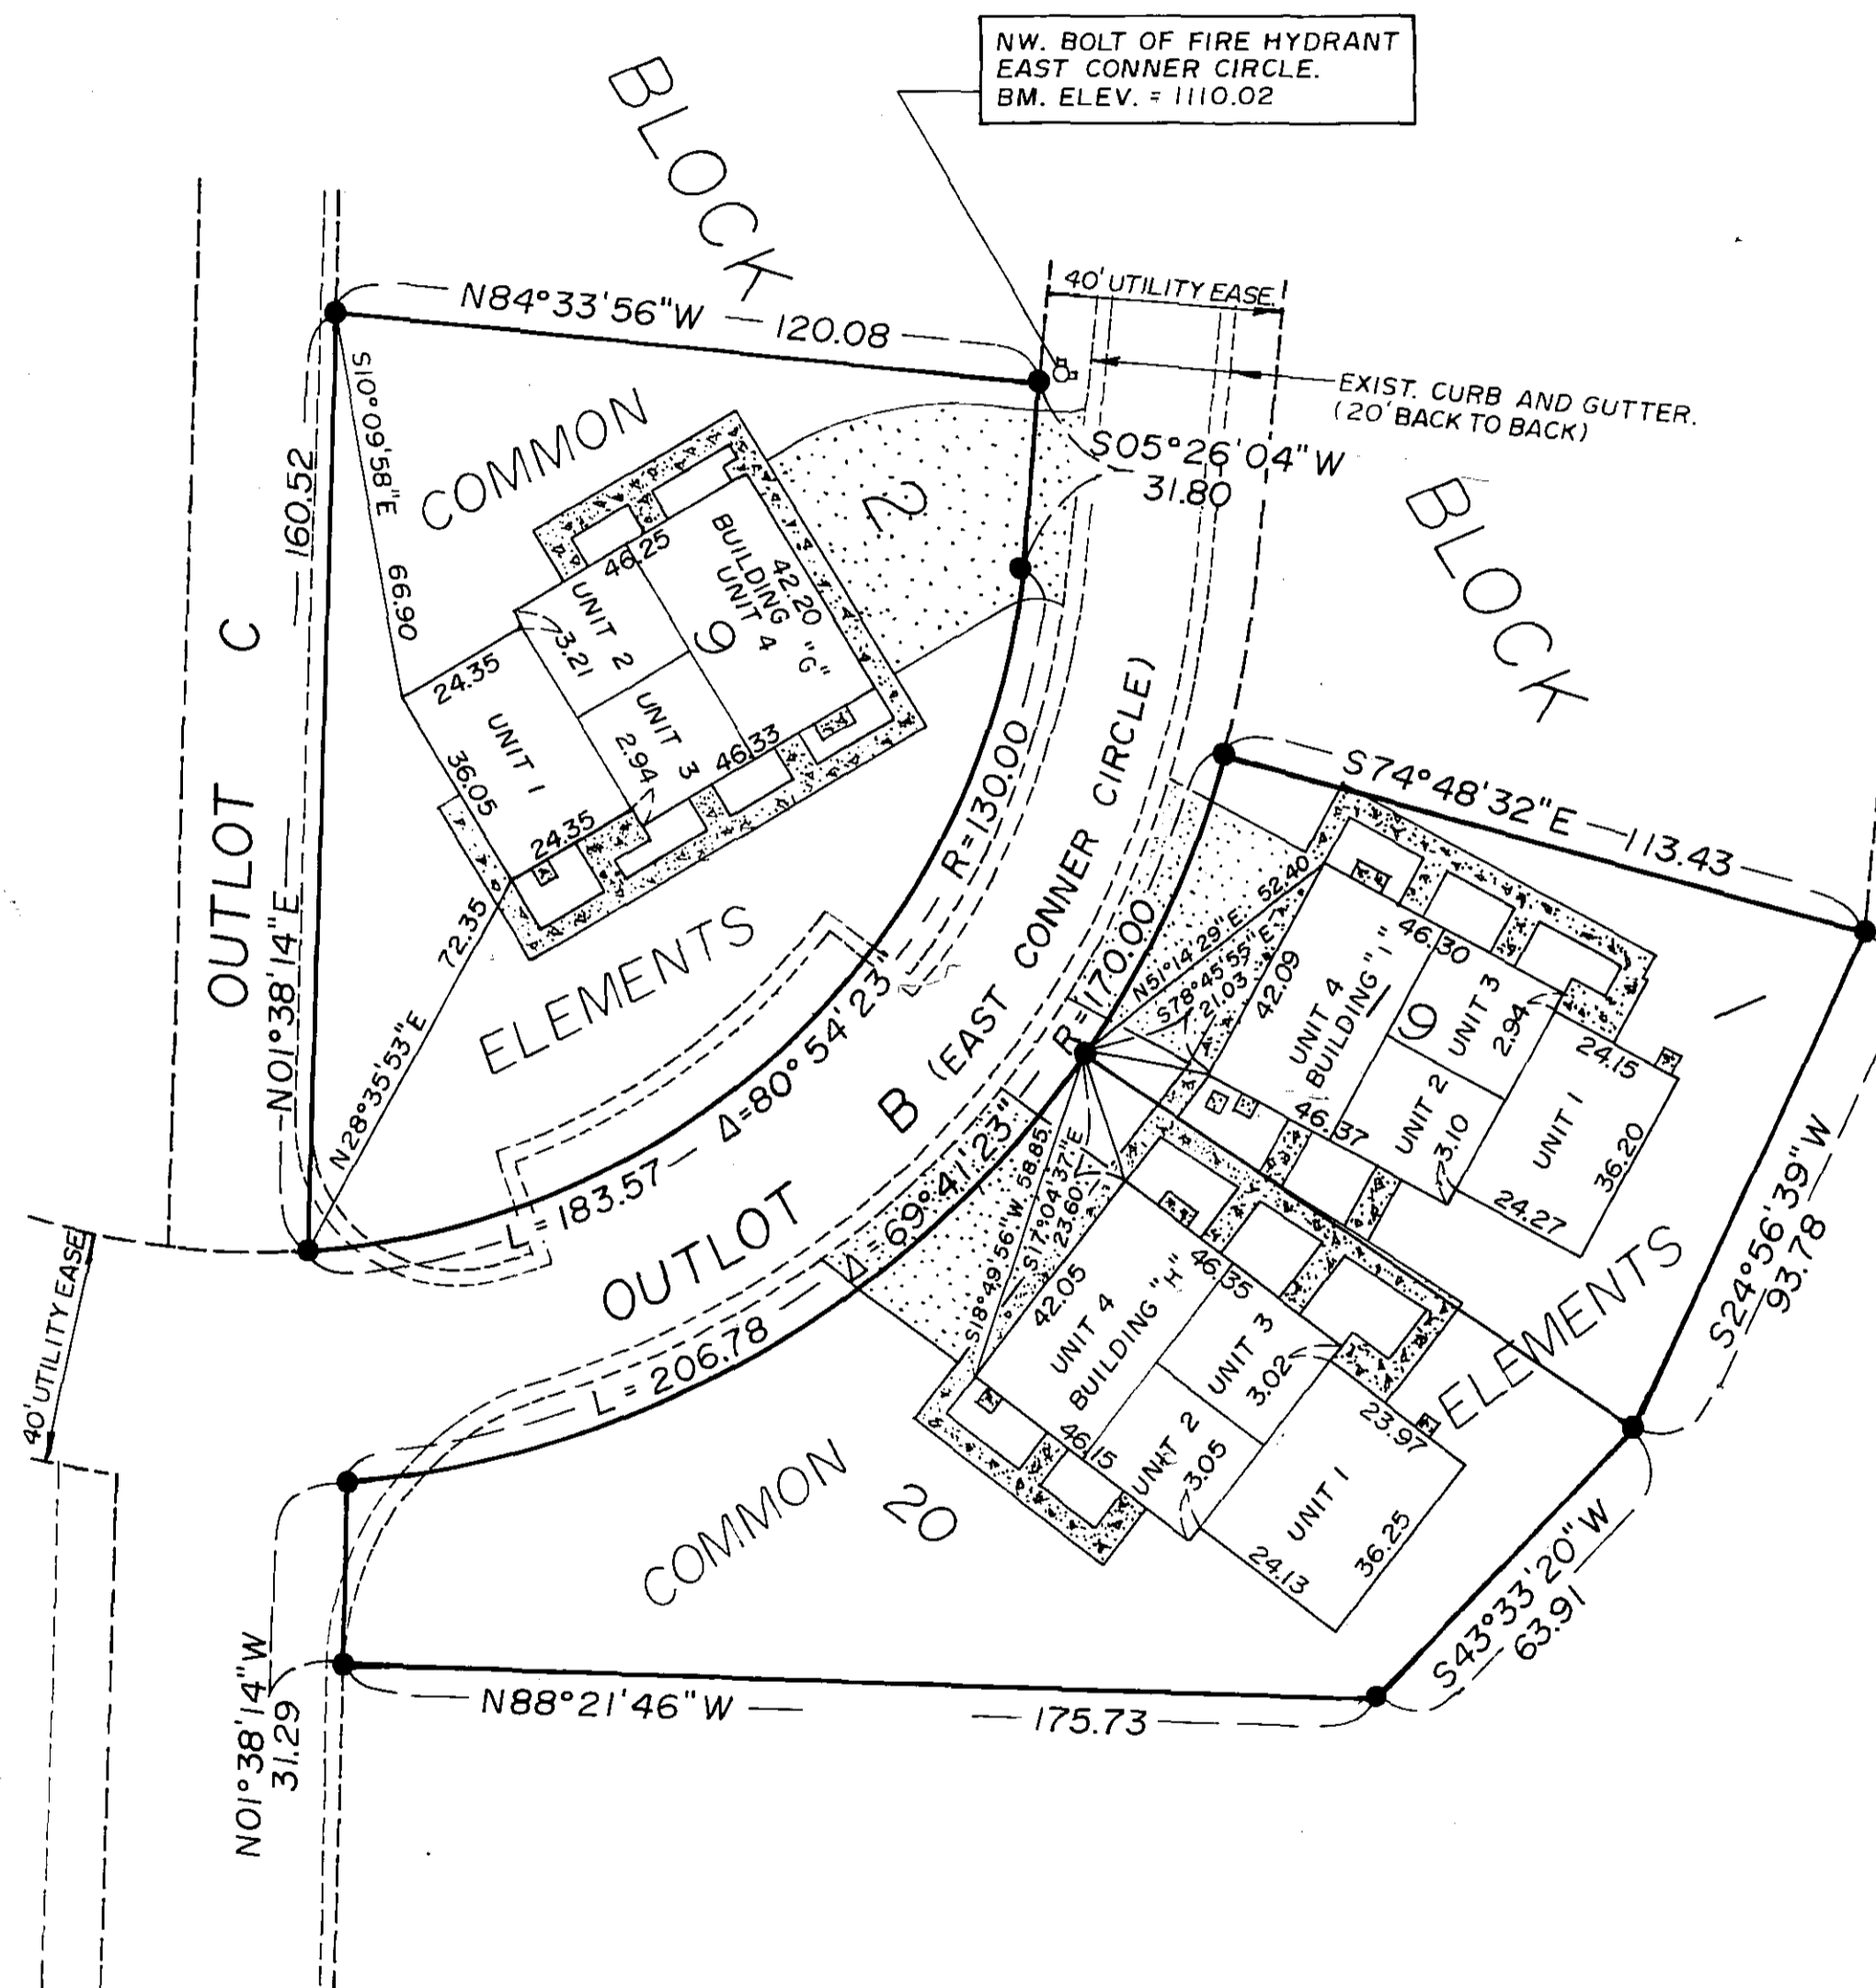 NW. BOLT OF FIRE HYDRANT
EAST CONNER CIRCLE.
BM. ELEV. = 1110.02
BLOCK
N84°33'56"W
120.08
40' UTILITY EASE.
EXIST. CURB AND GUTTER.
(20' BACK TO BACK)
S05°26'04"W
31.80
S10°09'58"E
66.90
COMMON
2
BLOCK
160.52
N01°38'14"E
OUTLOT C
46.25
42.20
BUILDING "G"
UNIT 4
UNIT 2
3.21
9
24.35
UNIT 1
UNIT 3
2.94
46.33
36.05
24.35
72.35
N28°35'53"E
ELEMENTS
R=130.00
Δ=80°54'23"
L=183.57
OUTLOT B (EAST CONNER CIRCLE)
S74°48'32"E
113.43
R=170.00
N51°14'29"E 52.40
S78°45'55"E
21.03
42.09
46.30
UNIT 4
BUILDING "I"
9
UNIT 3
2.94
24.15
46.37
UNIT 2
3.10
UNIT 1
36.20
24.27
1
S24°56'39"W
93.78
ELEMENTS
Δ=69°41'23"
L=206.78
S18°49'56"W 58.85
S17°04'37"E
23.60
42.05
46.35
UNIT 4
BUILDING "H"
UNIT 3
3.02
23.97
46.15
UNIT 2
3.05
UNIT 1
36.25
24.13
COMMON
20
S43°33'20"W
63.91
40' UTILITY EASE
N01°38'14"W
31.29
N88°21'46"W
175.73